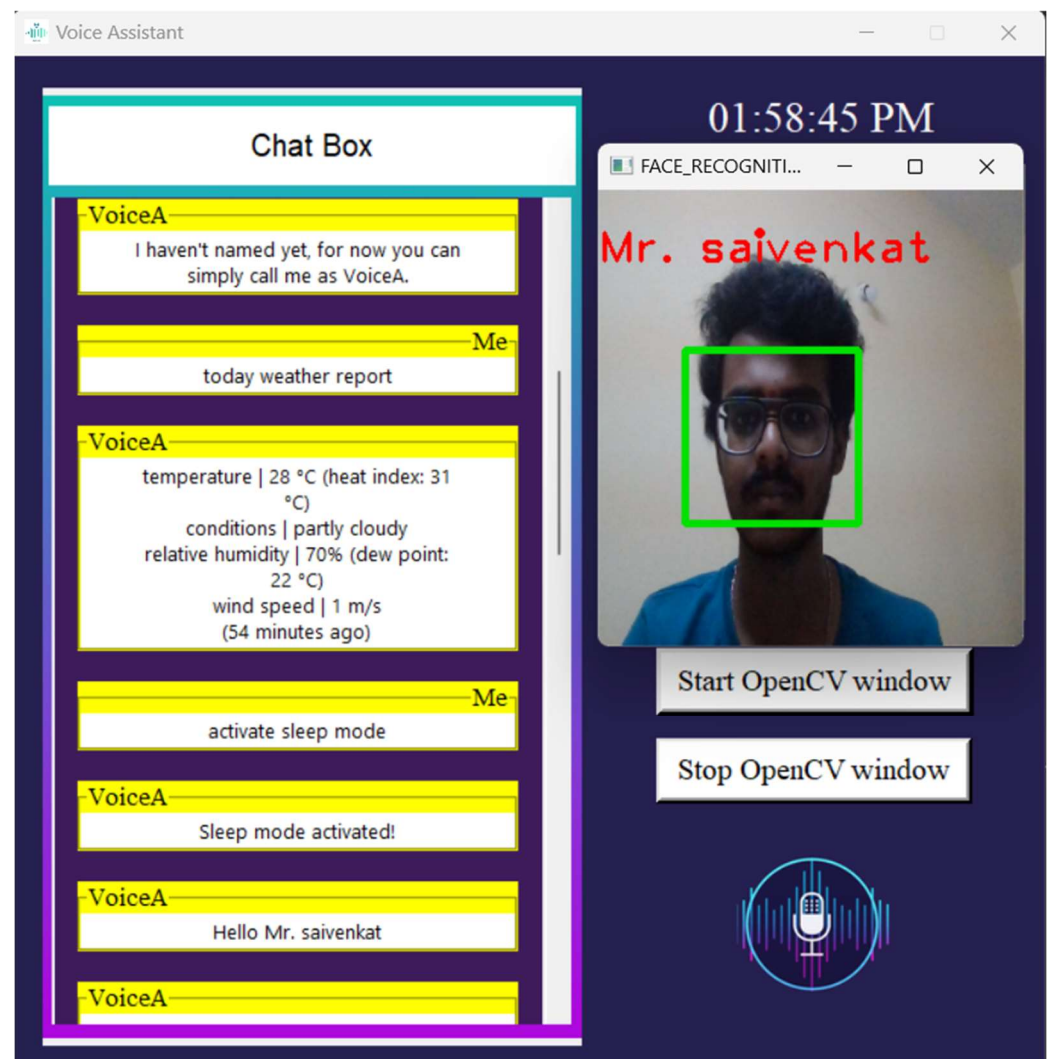 Voice Assistant
Chat Box
VoiceA
I haven't named yet, for now you can
simply call me as VoiceA.
Me
today weather report
VoiceA
temperature | 28 °C (heat index: 31
°C)
conditions | partly cloudy
relative humidity | 70% (dew point:
22 °C)
wind speed | 1 m/s
(54 minutes ago)
Me
activate sleep mode
VoiceA
Sleep mode activated!
VoiceA
Hello Mr. saivenkat
VoiceA
01:58:45 PM
FACE_RECOGNITI...
Mr. saivenkat
Start OpenCV window
Stop OpenCV window